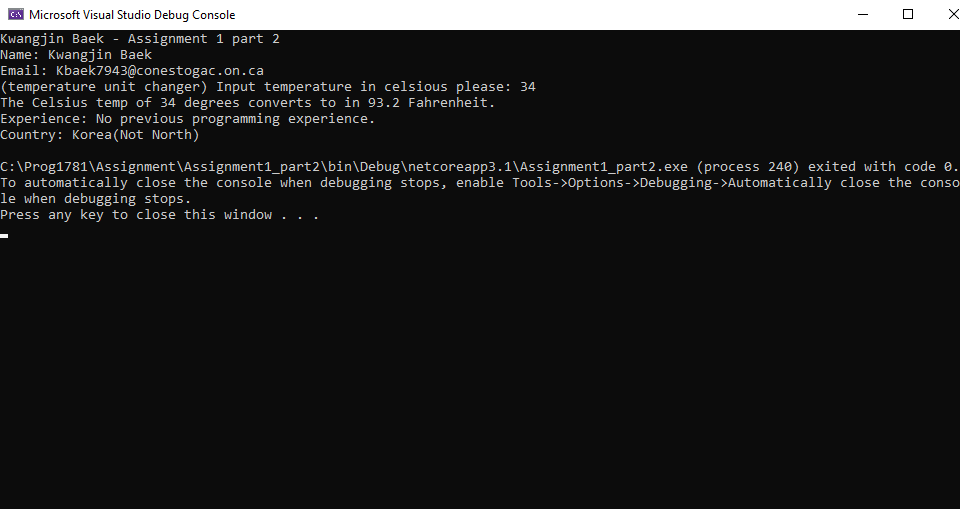 Microsoft Visual Studio Debug Console
Kwangjin Baek - Assignment 1 part 2
Name: Kwangjin Baek
Email: Kbaek7943@conestogac.on.ca
(temperature unit changer) Input temperature in celsious please: 34
The Celsius temp of 34 degrees converts to in 93.2 Fahrenheit.
Experience: No previous programming experience.
Country: Korea(Not North)
C:\Prog1781\Assignment\Assignment1_part2\bin\Debug\netcoreapp3.1\Assignment1_part2.exe (process 240) exited with code 0.
To automatically close the console when debugging stops, enable Tools->Options->Debugging->Automatically close the conso
le when debugging stops.
Press any key to close this window . . .